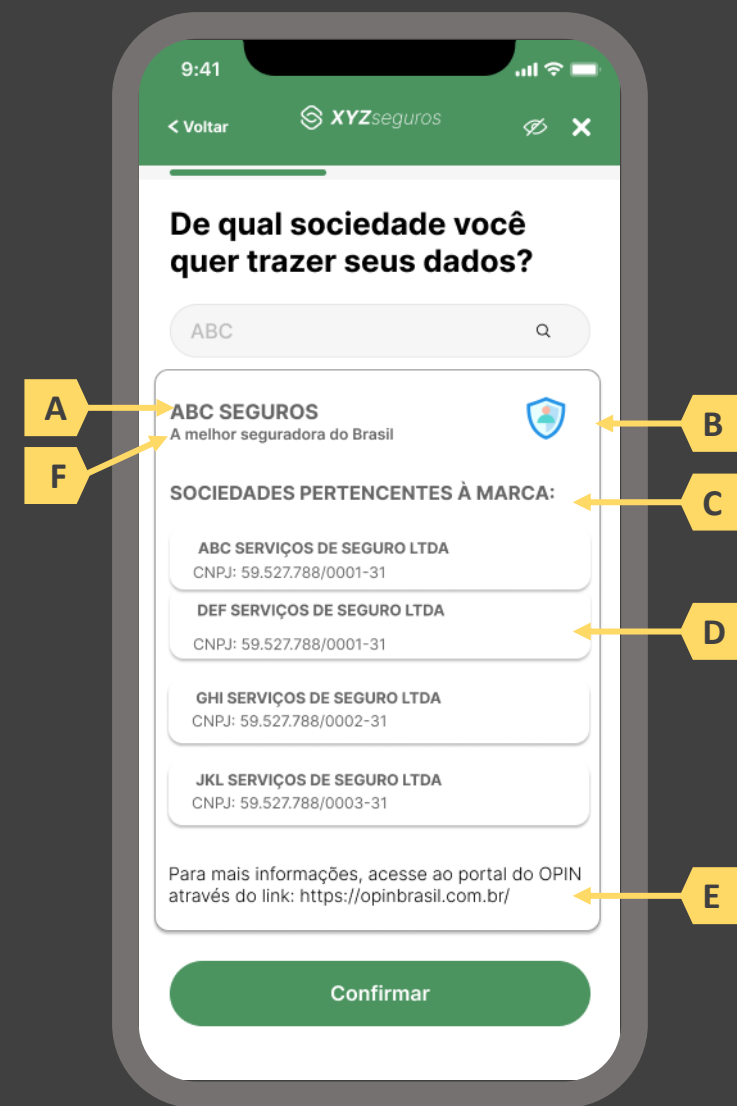 9:41
< Voltar
XYZseguros
De qual sociedade você
quer trazer seus dados?
ABC
A
ABC SEGUROS
B
F
A melhor seguradora do Brasil
SOCIEDADES PERTENCENTES À MARCA:
C
ABC SERVIÇOS DE SEGURO LTDA
CNPJ: 59.527.788/0001-31
DEF SERVIÇOS DE SEGURO LTDA
D
CNPJ: 59.527.788/0001-31
GHI SERVIÇOS DE SEGURO LTDA
CNPJ: 59.527.788/0002-31
JKL SERVIÇOS DE SEGURO LTDA
CNPJ: 59.527.788/0003-31
Para mais informações, acesse ao portal do OPIN
através do link: https://opinbrasil.com.br/
E
Confirmar